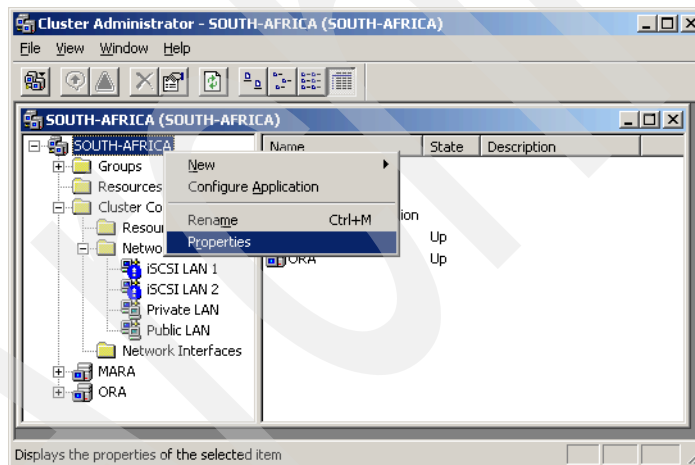 Cluster Administrator - SOUTH-AFRICA (SOUTH-AFRICA)
File View Window Help
SOUTH-AFRICA (SOUTH-AFRICA)
SOUTH-AFRICA
Name State Description
Groups
New
Resources
Configure Application
Cluster Co
Rename Ctrl+M
ion
Resour
Properties
Up
Netwo
ORA Up
iSCSI LAN 1
iSCSI LAN 2
Private LAN
Public LAN
Network Interfaces
MARA
ORA
Displays the properties of the selected item